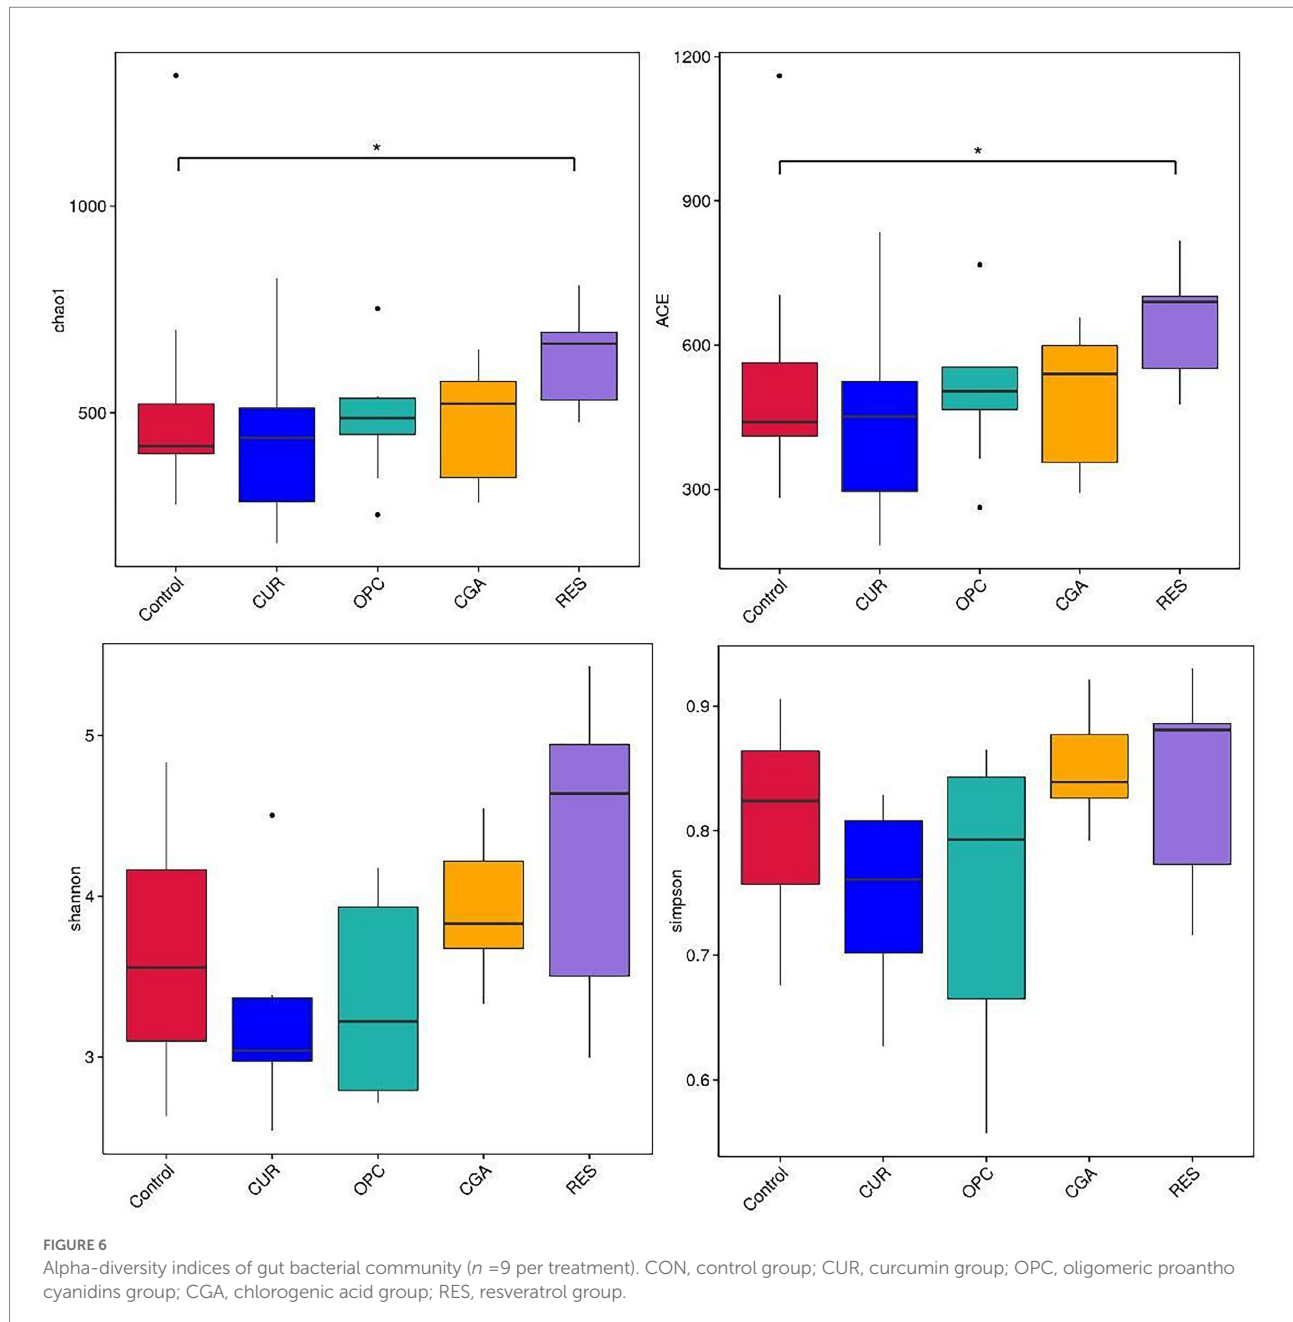 *
1000
500
chao1
Control
CUR
OPC
CGA
RES
1200
*
900
600
300
ACE
Control
CUR
OPC
CGA
RES
5
4
3
shannon
Control
CUR
OPC
CGA
RES
0.9
0.8
0.7
0.6
simpson
Control
CUR
OPC
CGA
RES
FIGURE 6
Alpha-diversity indices of gut bacterial community (n =9 per treatment). CON, control group; CUR, curcumin group; OPC, oligomeric proantho
cyanidins group; CGA, chlorogenic acid group; RES, resveratrol group.